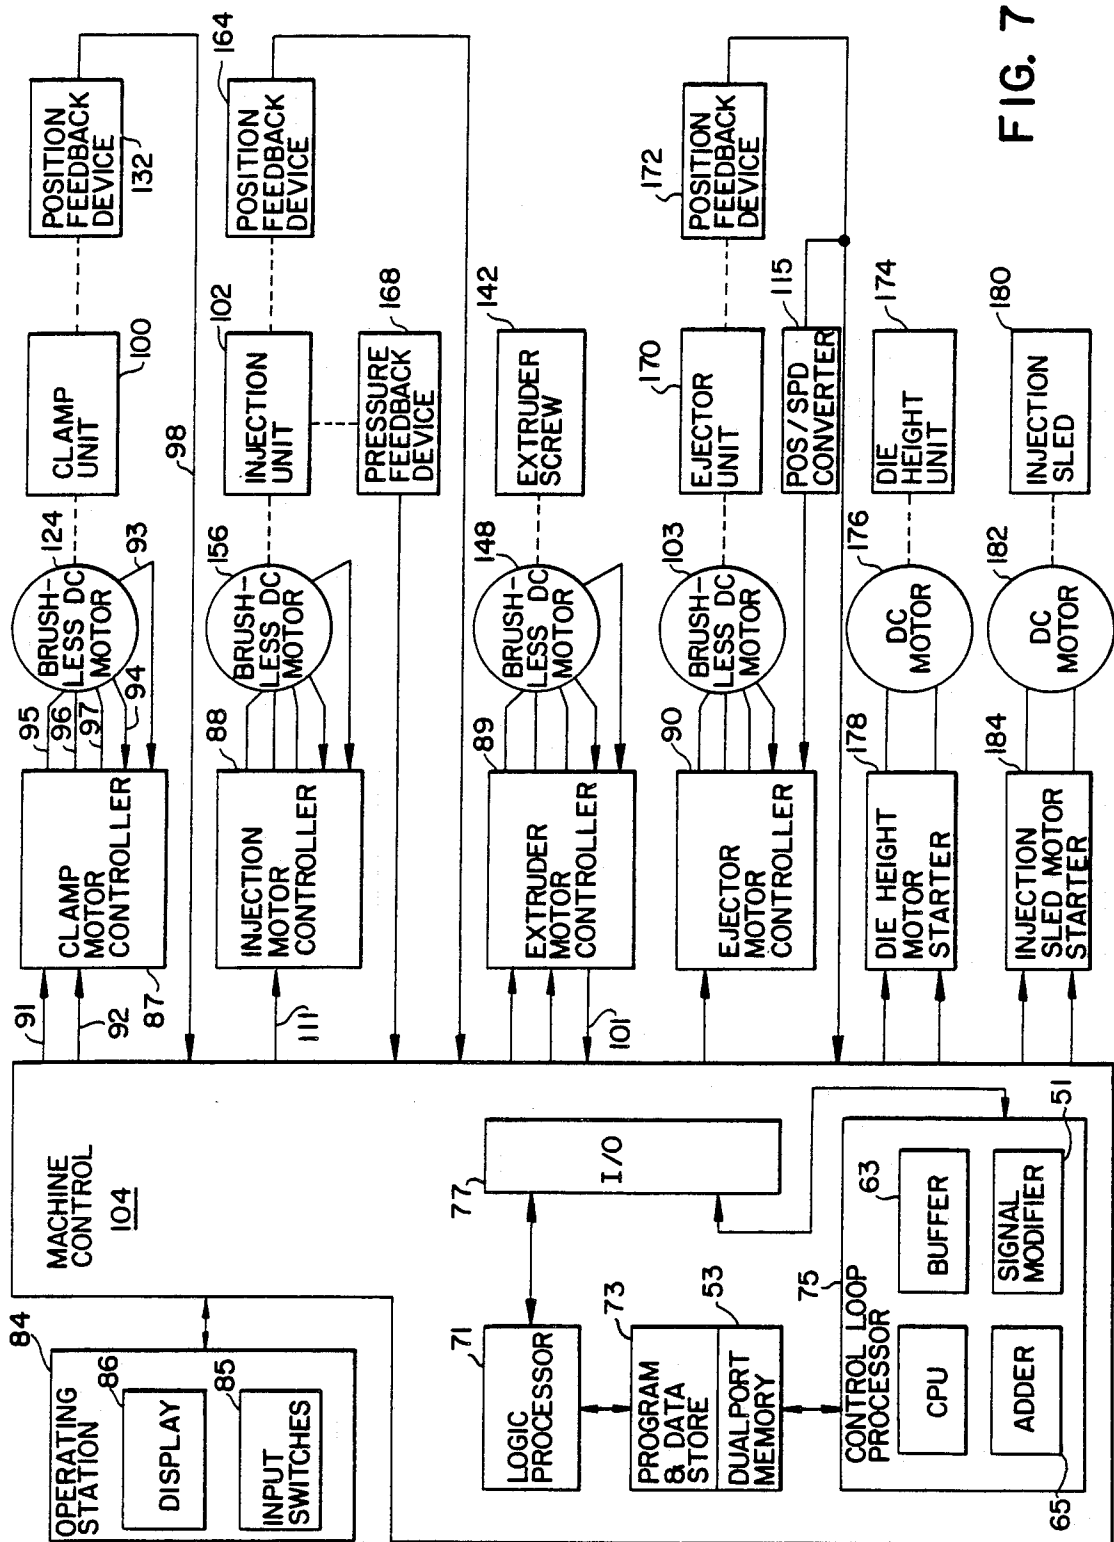 OPERATING
STATION
84
DISPLAY
86
INPUT
SWITCHES
85
MACHINE
CONTROL
104
LOGIC
PROCESSOR
71
I/O
77
PROGRAM
& DATA
STORE
73
DUALPORT
MEMORY
53
CONTROL LOOP
PROCESSOR
75
CPU
BUFFER
63
ADDER
65
SIGNAL
MODIFIER
51
91
92
CLAMP
MOTOR
CONTROLLER
87
95
96
97
94
93
BRUSH-
LESS DC
MOTOR
124
CLAMP
UNIT
100
POSITION
FEEDBACK
DEVICE
132
98
111
INJECTION
MOTOR
CONTROLLER
88
BRUSH-
LESS DC
MOTOR
156
INJECTION
UNIT
102
POSITION
FEEDBACK
DEVICE
164
PRESSURE
FEEDBACK
DEVICE
168
101
EXTRUDER
MOTOR
CONTROLLER
89
BRUSH-
LESS DC
MOTOR
148
EXTRUDER
SCREW
142
EJECTOR
MOTOR
CONTROLLER
90
BRUSH-
LESS DC
MOTOR
103
EJECTOR
UNIT
170
POSITION
FEEDBACK
DEVICE
172
POS/SPD
CONVERTER
115
DIE HEIGHT
MOTOR
STARTER
178
DC
MOTOR
176
DIE
HEIGHT
UNIT
174
INJECTION
SLED MOTOR
STARTER
184
DC
MOTOR
182
INJECTION
SLED
180
FIG. 7